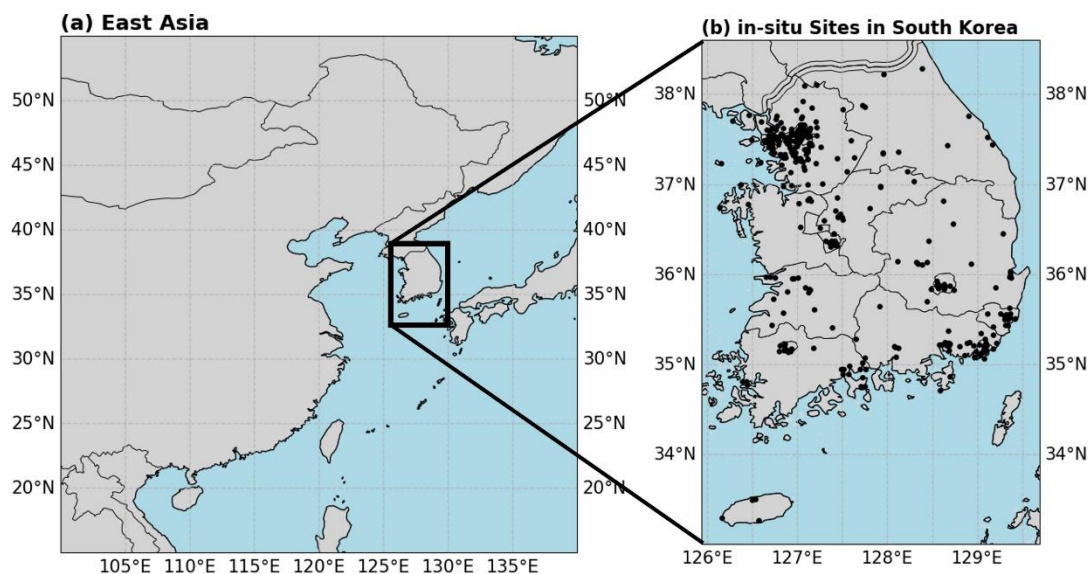 (a) East Asia
(b) in-situ Sites in South Korea
50°N 50°N
45°N 45°N
40°N 40°N
35°N 35°N
30°N 30°N
25°N 25°N
20°N 20°N
105°E 110°E 115°E 120°E 125°E 130°E 135°E
38°N 38°N
37°N 37°N
36°N 36°N
35°N 35°N
34°N 34°N
126°E 127°E 128°E 129°E